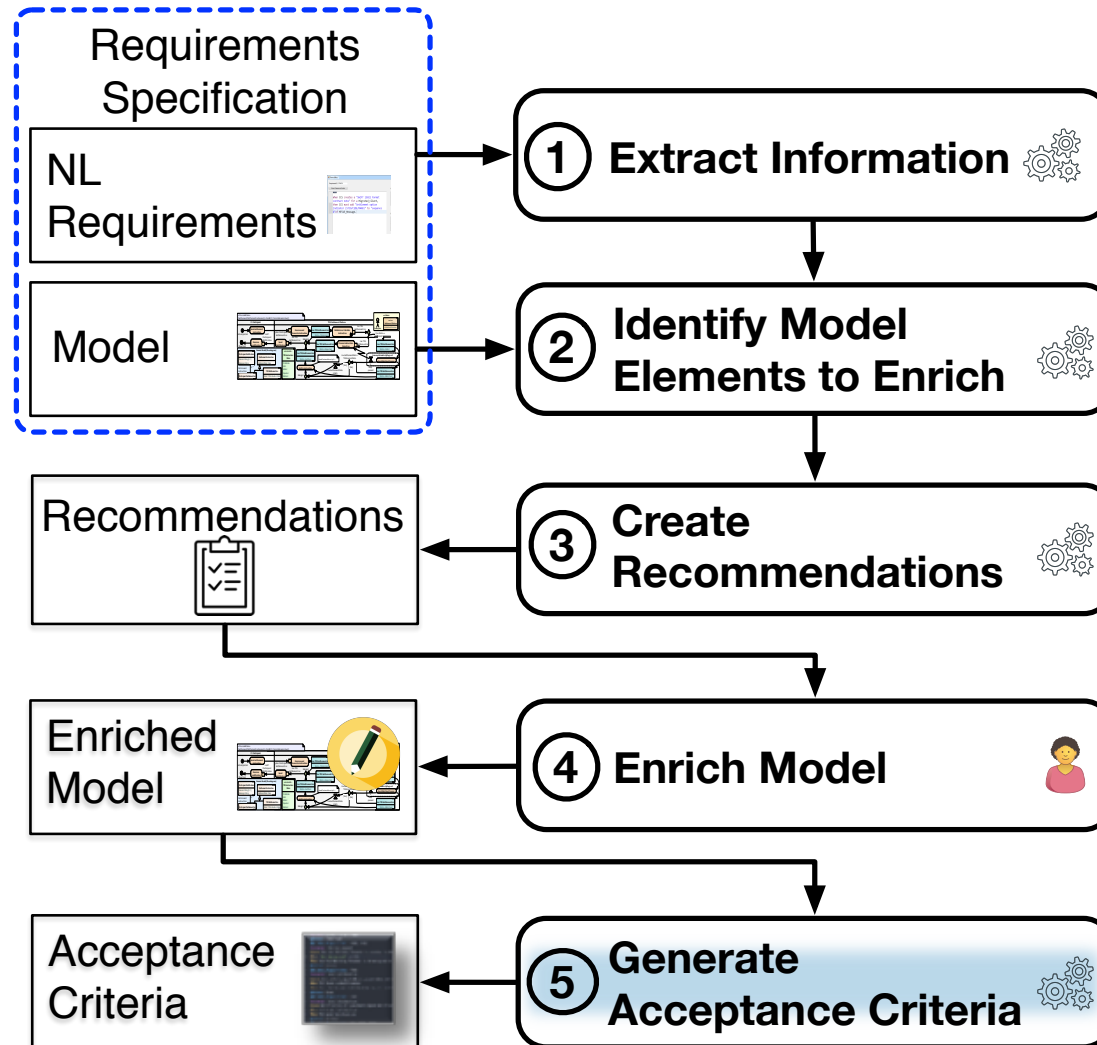 Requirements
Specification
NL
Requirements
1 Extract Information
Model
2 Identify Model
Elements to Enrich
Recommendations
3 Create
Recommendations
Enriched
Model
4 Enrich Model
Acceptance
Criteria
5 Generate
Acceptance Criteria